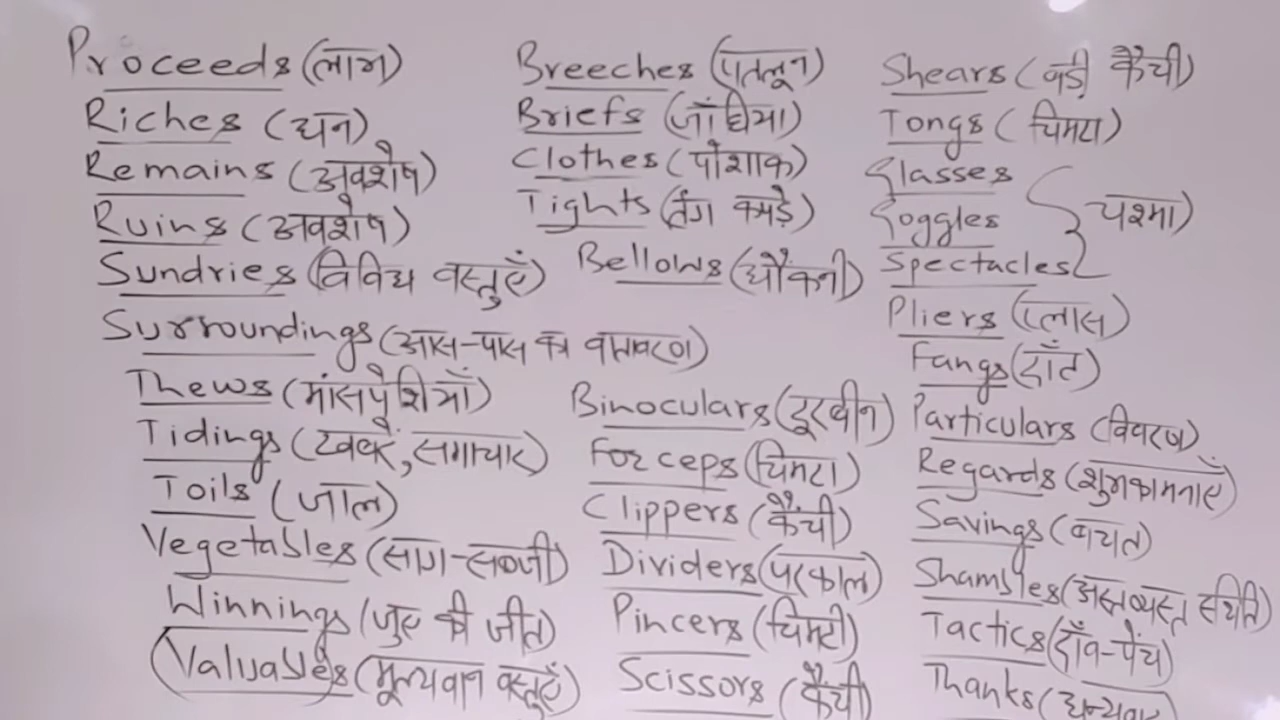 Proceeds (लाभ)
Riches (धन)
Remains (अवशेष)
Ruins (अवशेष)
Sundries (विविध वस्तुएँ)
Surroundings (आस-पास का वातावरण)
Thews (मांसपेशियाँ)
Tidings (खबर, समाचार)
Toils (जाल)
Vegetables (साग-सब्जी)
Winnings (जुए की जीत)
Valuables (मूल्यवान वस्तुएँ)
Breeches (पतलून)
Briefs (जाँघिया)
Clothes (पोशाक)
Tights (तंग कपड़े)
Bellows (धौंकनी)
Binoculars (दूरबीन)
Forceps (चिमटा)
Clippers (कैंची)
Dividers (परकाल)
Pincers (चिमटी)
Scissors (कैंची)
Shears (बड़ी कैंची)
Tongs (चिमटा)
Glasses
Goggles
चश्मा)
Spectacles
Pliers (प्लास)
Fangs (दाँत)
Particulars (विवरण)
Regards (शुभकामनाएँ)
Savings (बचत)
Shambles (अस्त व्यस्त स्थिति)
Tactics (दाँव-पेंच)
Thanks (धन्यवाद